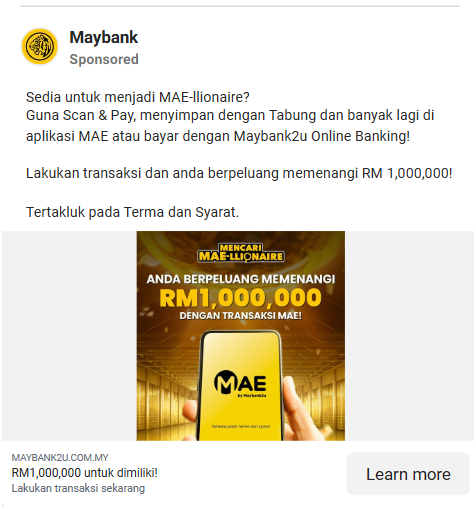 Maybank
Sponsored
Sedia untuk menjadi MAE-llionaire?
Guna Scan & Pay, menyimpan dengan Tabung dan banyak lagi di
aplikasi MAE atau bayar dengan Maybank2u Online Banking!
Lakukan transaksi dan anda berpeluang memenangi RM 1,000,000!
Tertakluk pada Terma dan Syarat.
MENCARI
MAE-LLIONAIRE
ANDA BERPELUANG MEMENANGI
RM1,000,000
DENGAN TRANSAKSI MAE!
MAE
by Maybank2u
Tertakluk pada Terma dan Syarat
MAYBANK2U.COM.MY
RM1,000,000 untuk dimiliki!
Lakukan transaksi sekarang
Learn more